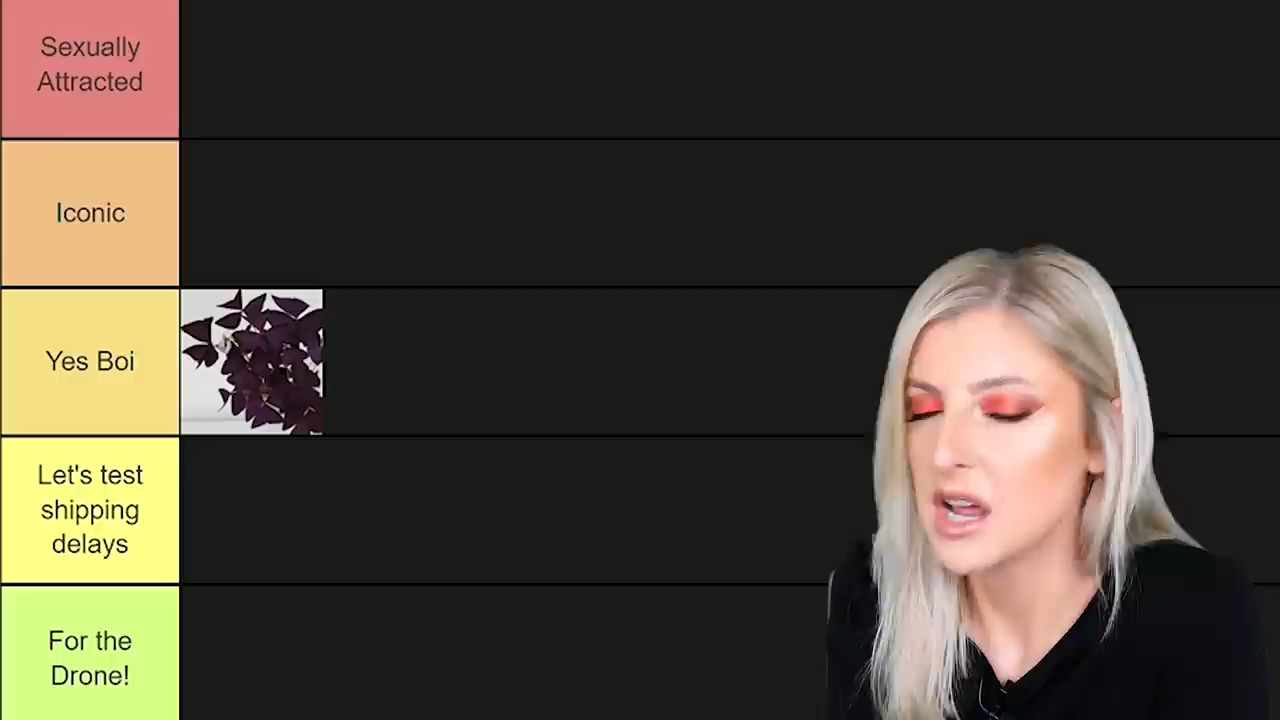 Sexually
Attracted
Iconic
Yes Boi
Let's test
shipping
delays
For the
Drone!